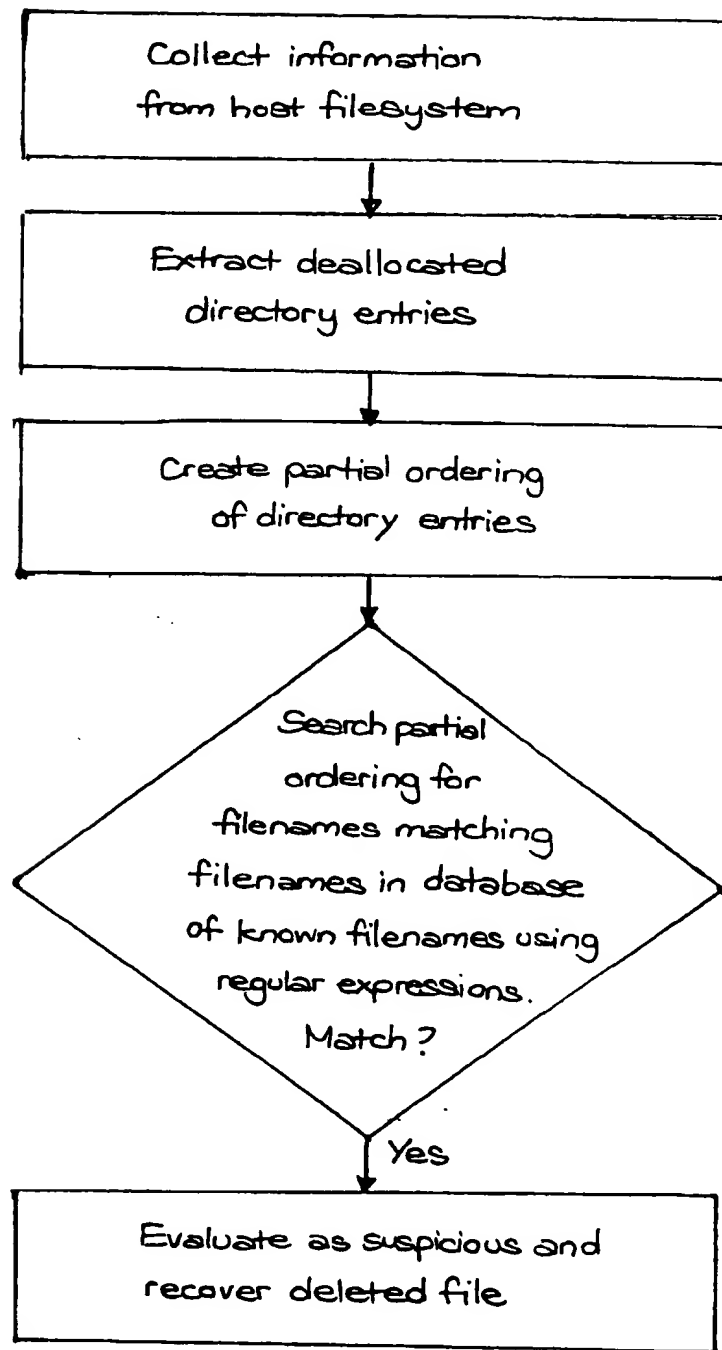 Collect information
from host filesystem
Extract deallocated
directory entries
Create partial ordering
of directory entries
Search partial
ordering for
filenames matching
filenames in database
of known filenames using
regular expressions.
Match?
Yes
Evaluate as suspicious and
recover deleted file